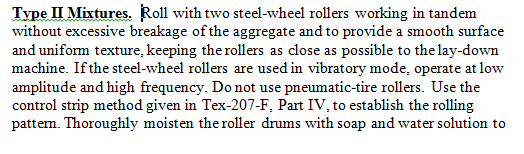 Type II Mixtures. Roll with two steel-wheel rollers working in tandem
without excessive breakage of the aggregate and to provide a smooth surface
and uniform texture, keeping the rollers as close as possible to the lay-down
machine. If the steel-wheel rollers are used in vibratory mode, operate at low
amplitude and high frequency. Do not use pneumatic-tire rollers. Use the
control strip method given in Tex-207-F, Part IV, to establish the rolling
pattern. Thoroughly moisten the roller drums with soap and water solution to